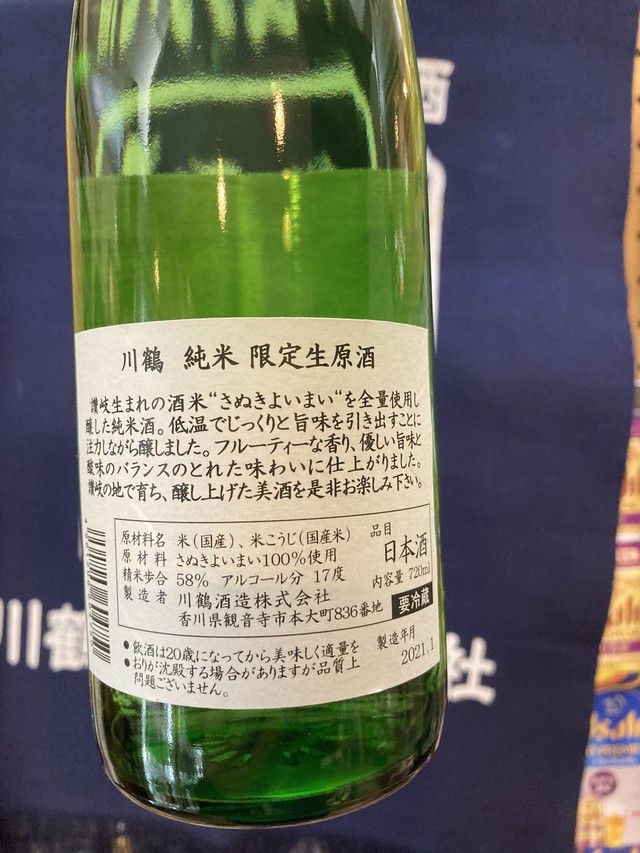 川鶴 純米 限定生原酒
讃岐生まれの酒米“さぬきよいまい“を全量使用し
醸した純米酒。低温でじっくりと旨味を引き出すことに
注力しながら醸しました。フルーティーな香り、優しい旨味と
酸味のバランスのとれた味わいに仕上がりました。
讃岐の地で育ち、醸し上げた美酒を是非お楽しみ下さい。
原材料名 米(国産)、米こうじ(国産米)
原料米 さぬきよいまい100%使用
精米歩合 58% アルコール分 17度
製造者 川鶴酒造株式会社
香川県観音寺市本大町836番地
品目
日本酒
内容量 720ml
要冷蔵
●飲酒は20歳になってから美味しく適量を
●おりが沈殿する場合がありますが品質上
問題ございません。
製造年月
2021.1
酒
川鶴
社
Asahi